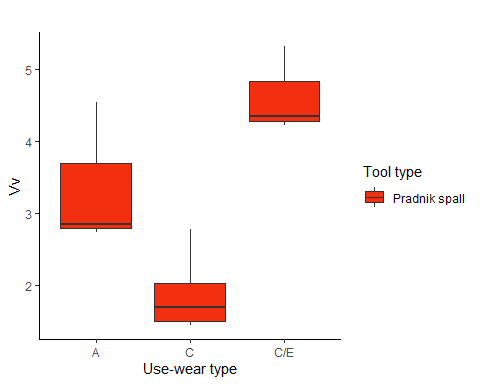 5
4
3
2
Vv
A
C
C/E
Use-wear type
Tool type
Pradnik spall